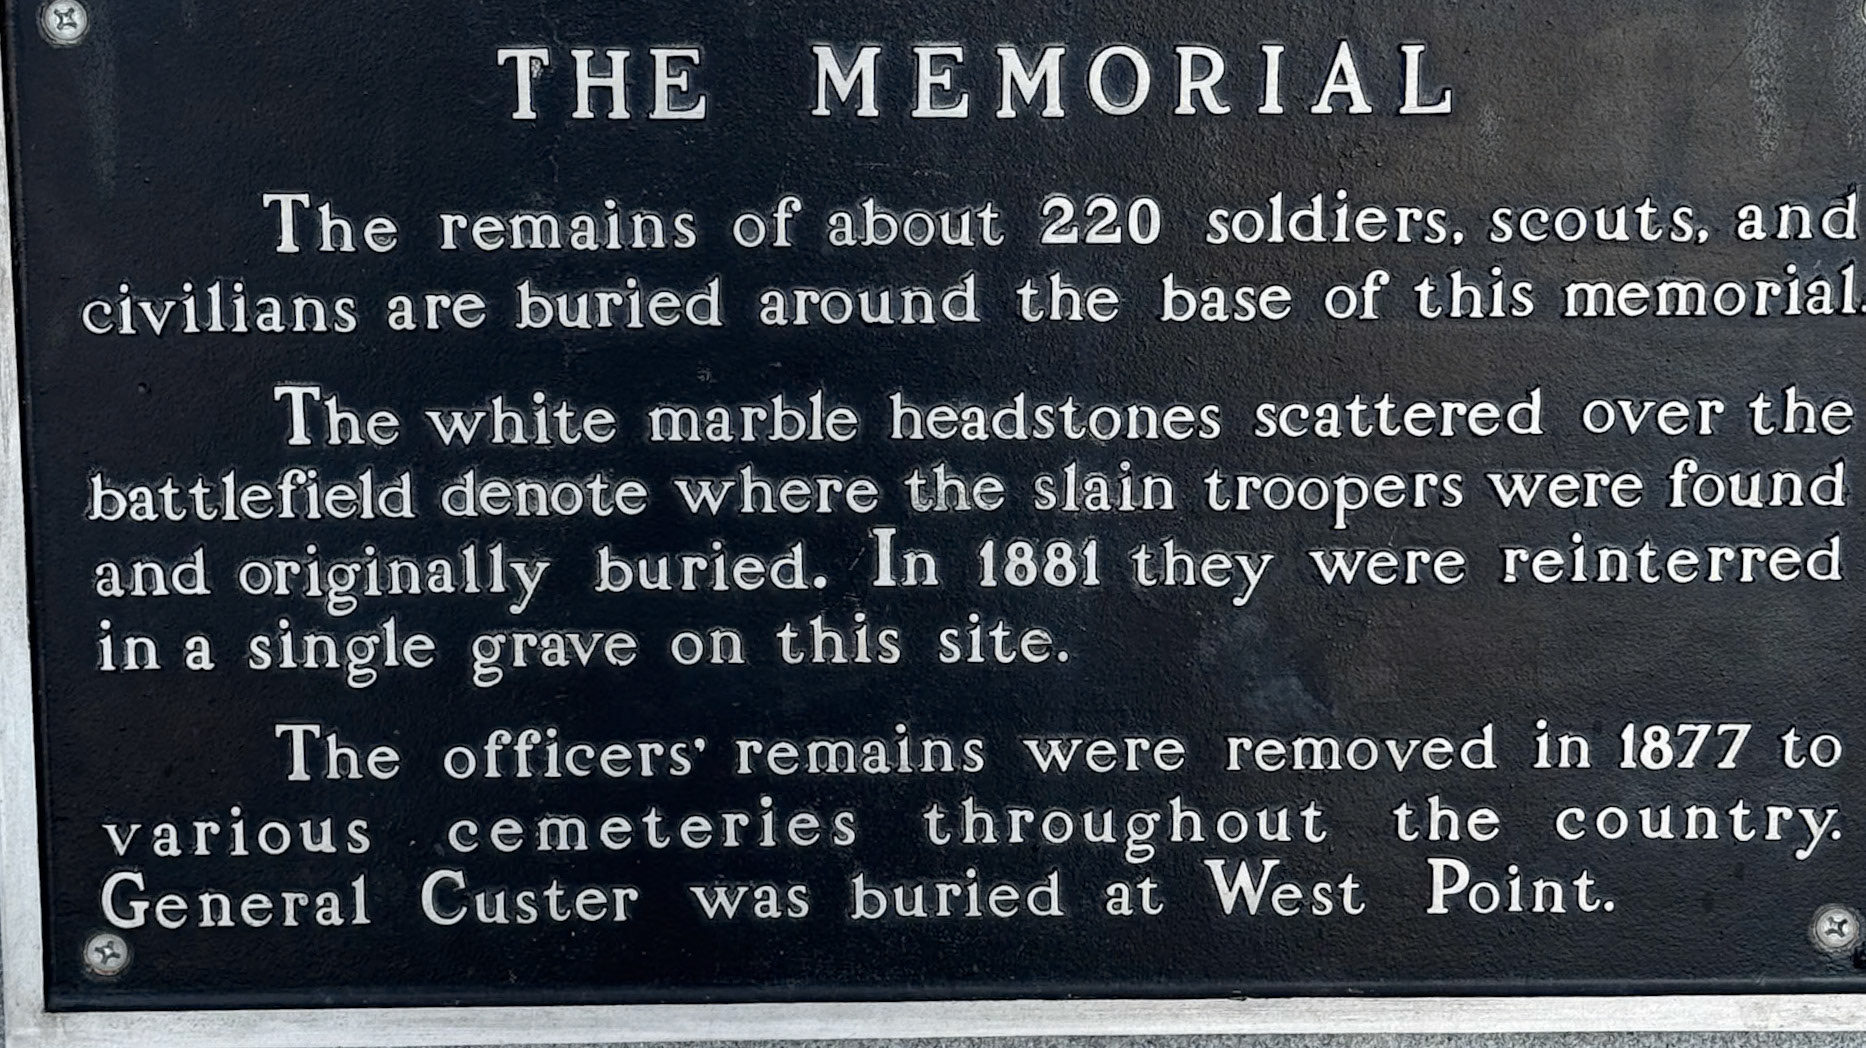 THE MEMORIAL
The remains of about 220 soldiers, scouts, and
civilians are buried around the base of this memorial.
The white marble headstones scattered over the
battlefield denote where the slain troopers were found
and originally buried. In 1881 they were reinterred
in a single grave on this site.
The officers' remains were removed in 1877 to
various cemeteries throughout the country.
General Custer was buried at West Point.